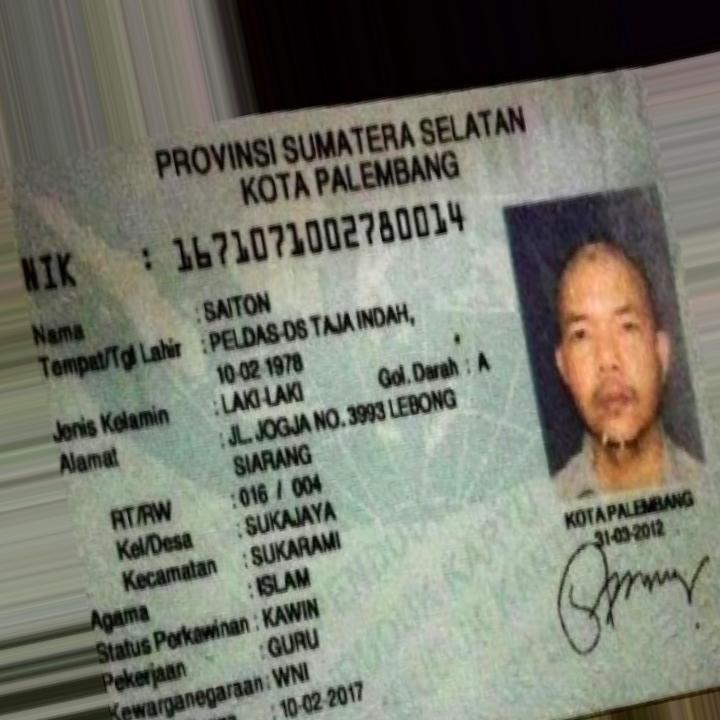 PROVINSI SUMATERA SELATAN
KOTA PALEMBANG
NIK : 1671071002780014
Nama : SAITON
Tempat/Tgl Lahir : PELDAS-DS TAJA INDAH,
10-02 1978
Jenis Kelamin : LAKI-LAKI Gol. Darah : A
Alamat : JL. JOGJA NO. 3993 LEBONG
SIARANG
RT/RW : 016 / 004
Kel/Desa : SUKAJAYA
Kecamatan : SUKARAMI
Agama : ISLAM
Status Perkawinan : KAWIN
Pekerjaan : GURU
Kewarganegaraan : WNI
: 10-02-2017
KOTA PALEMBANG
31-03-2012